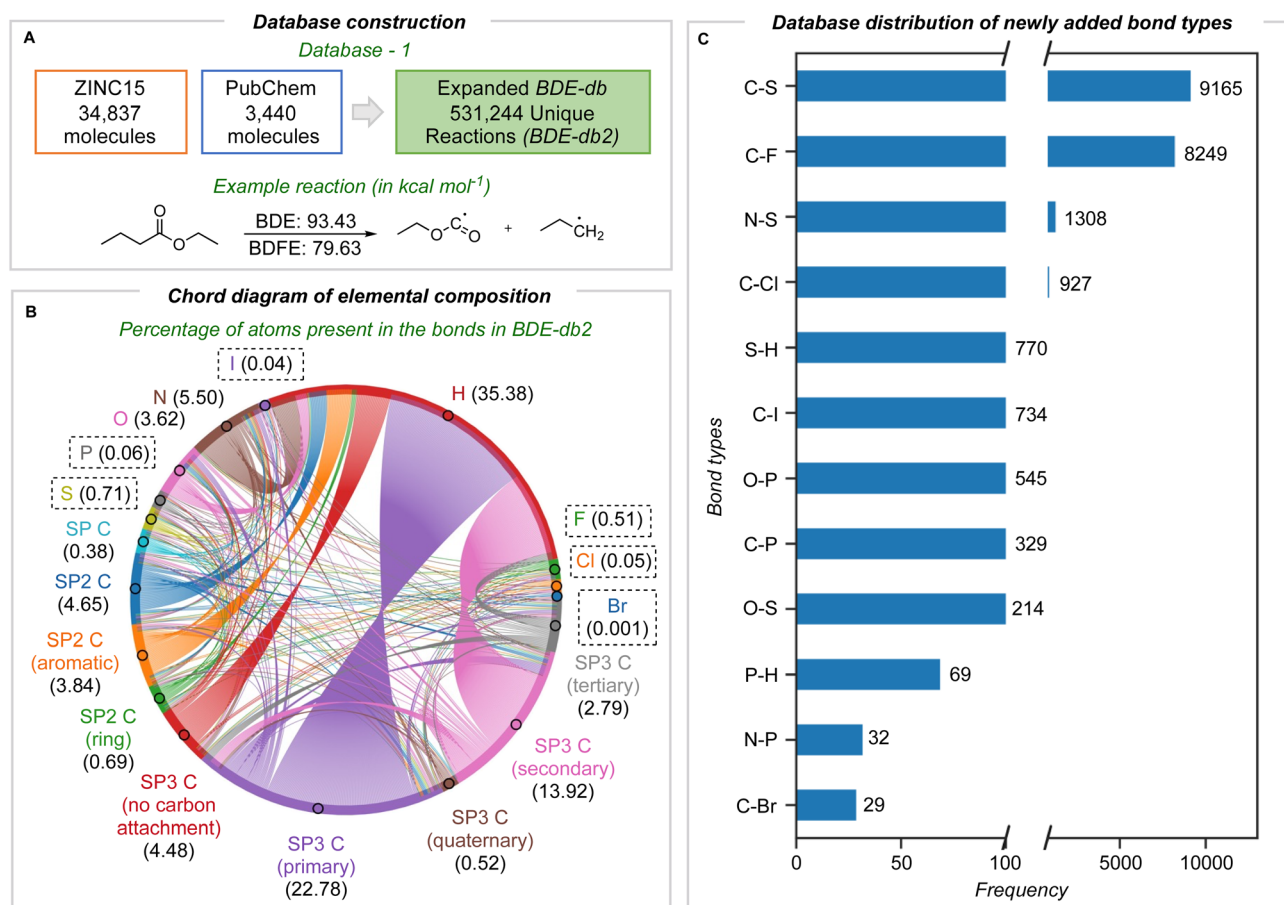 Database construction
A
Database - 1
ZINC15
34,837
molecules
PubChem
3,440
molecules
Expanded BDE-db
531,244 Unique
Reactions (BDE-db2)
Example reaction (in kcal mol-1)
O
O
BDE: 93.43
BDFE: 79.63
O
C
O
+
CH2
Chord diagram of elemental composition
B
Percentage of atoms present in the bonds in BDE-db2
I (0.04)
N (5.50)
O (3.62)
P (0.06)
S (0.71)
SP C
(0.38)
SP2 C
(4.65)
SP2 C
(aromatic)
(3.84)
SP2 C
(ring)
(0.69)
SP3 C
(no carbon
attachment)
(4.48)
SP3 C
(primary)
(22.78)
SP3 C
(quaternary)
(0.52)
SP3 C
(secondary)
(13.92)
SP3 C
(tertiary)
(2.79)
Br
(0.001)
Cl (0.05)
F (0.51)
H (35.38)
Database distribution of newly added bond types
C
Bond types
C-S 9165
C-F 8249
N-S 1308
C-Cl 927
S-H 770
C-I 734
O-P 545
C-P 329
O-S 214
P-H 69
N-P 32
C-Br 29
0 50 100 5000 10000
Frequency